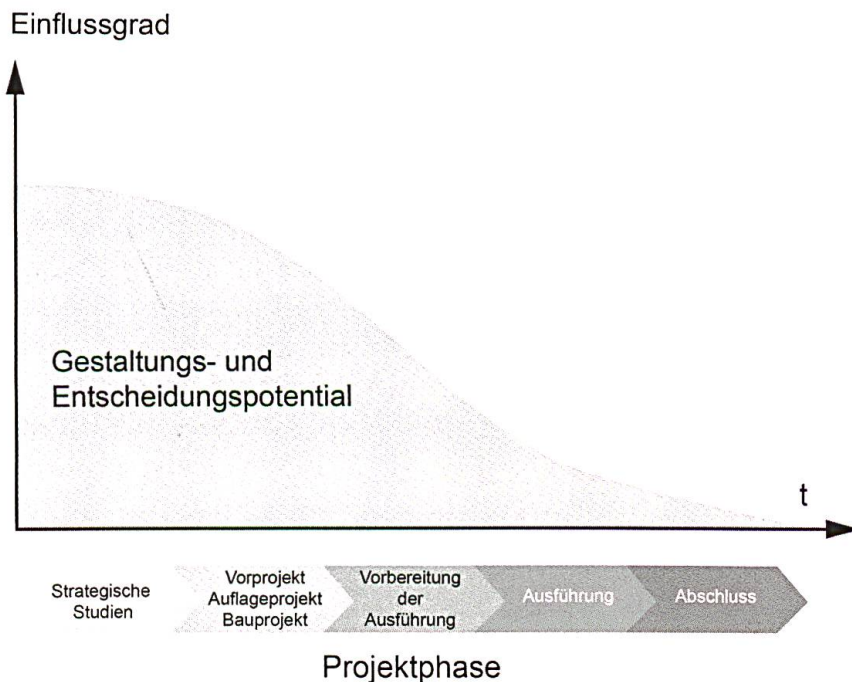 Einflussgrad
Gestaltungs- und
Entscheidungspotential
t
Strategische
Studien
Vorprojekt
Auflageprojekt
Bauprojekt
Vorbereitung
der
Ausführung
Ausführung
Abschluss
Projektphase